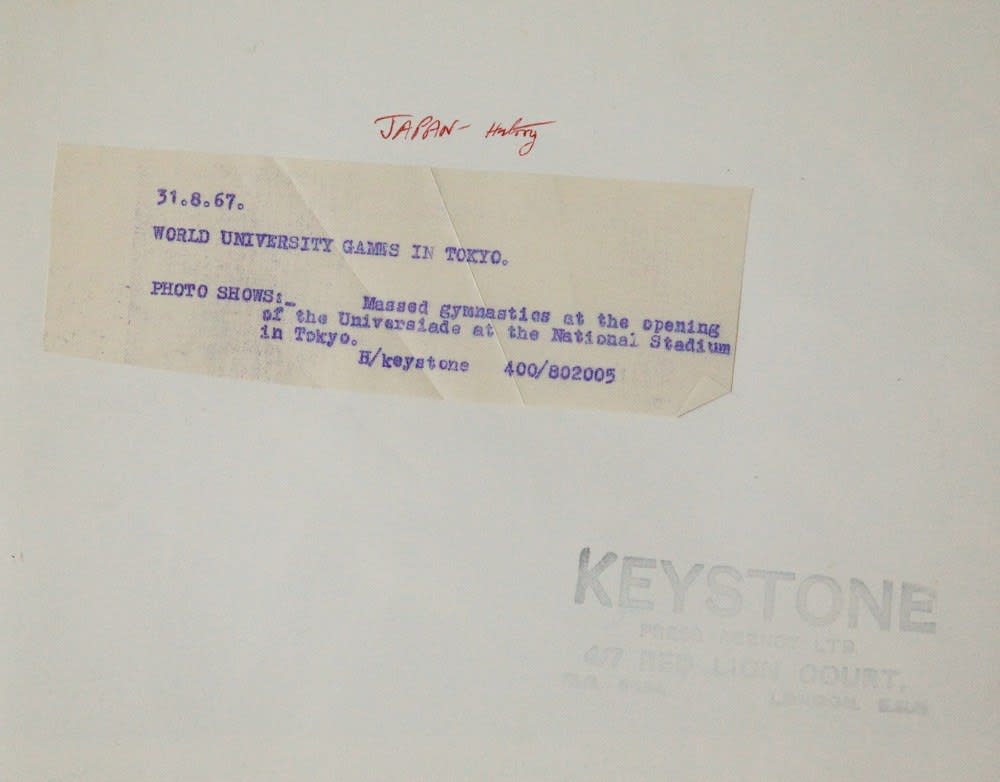 JAPAN - History
31.8.67.
WORLD UNIVERSITY GAMES IN TOKYO.
PHOTO SHOWS:_ Massed gymnastics at the opening
of the Universiade at the National Stadium
in Tokyo.
H/keystone 400/802005
KEYSTONE
PRESS AGENCY LTD.
4/7 RED LION COURT,
LONDON,